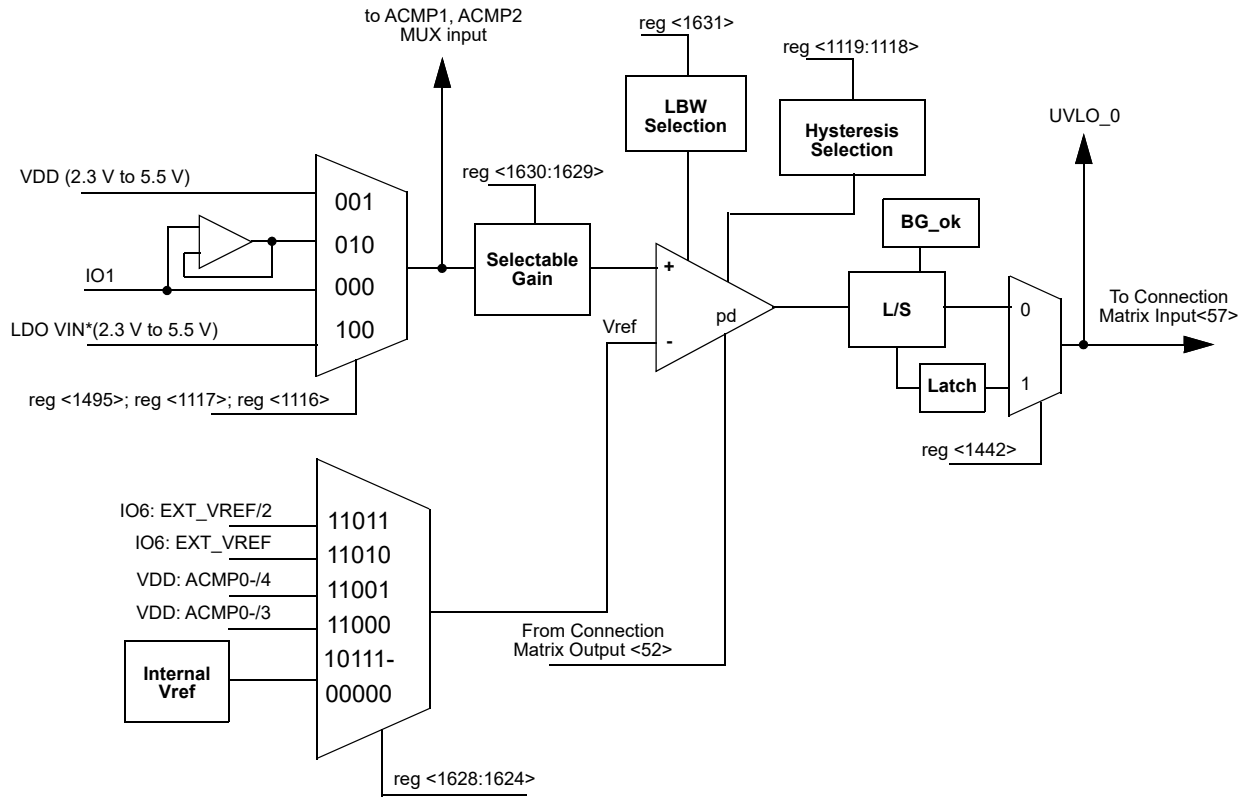 to ACMP1, ACMP2
MUX input
reg <1631>
reg <1119:1118>
LBW
Selection
Hysteresis
Selection
UVLO_0
VDD (2.3 V to 5.5 V)
reg <1630:1629>
001
010
000
100
BG_ok
Selectable
Gain
IO1
+
-
pd
Vref
L/S
0
1
To Connection
Matrix Input<57>
LDO VIN*(2.3 V to 5.5 V)
Latch
reg <1495>; reg <1117>; reg <1116>
reg <1442>
IO6: EXT_VREF/2
11011
IO6: EXT_VREF
11010
VDD: ACMP0-/4
11001
VDD: ACMP0-/3
11000
From Connection
Matrix Output <52>
Internal
Vref
10111-
00000
reg <1628:1624>